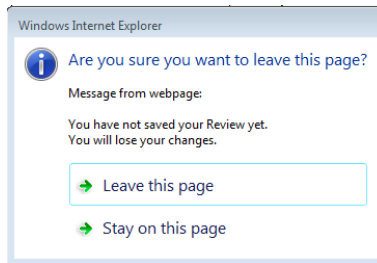 Windows Internet Explorer
Are you sure you want to leave this page?
Message from webpage:
You have not saved your Review yet.
You will lose your changes.
Leave this page
Stay on this page